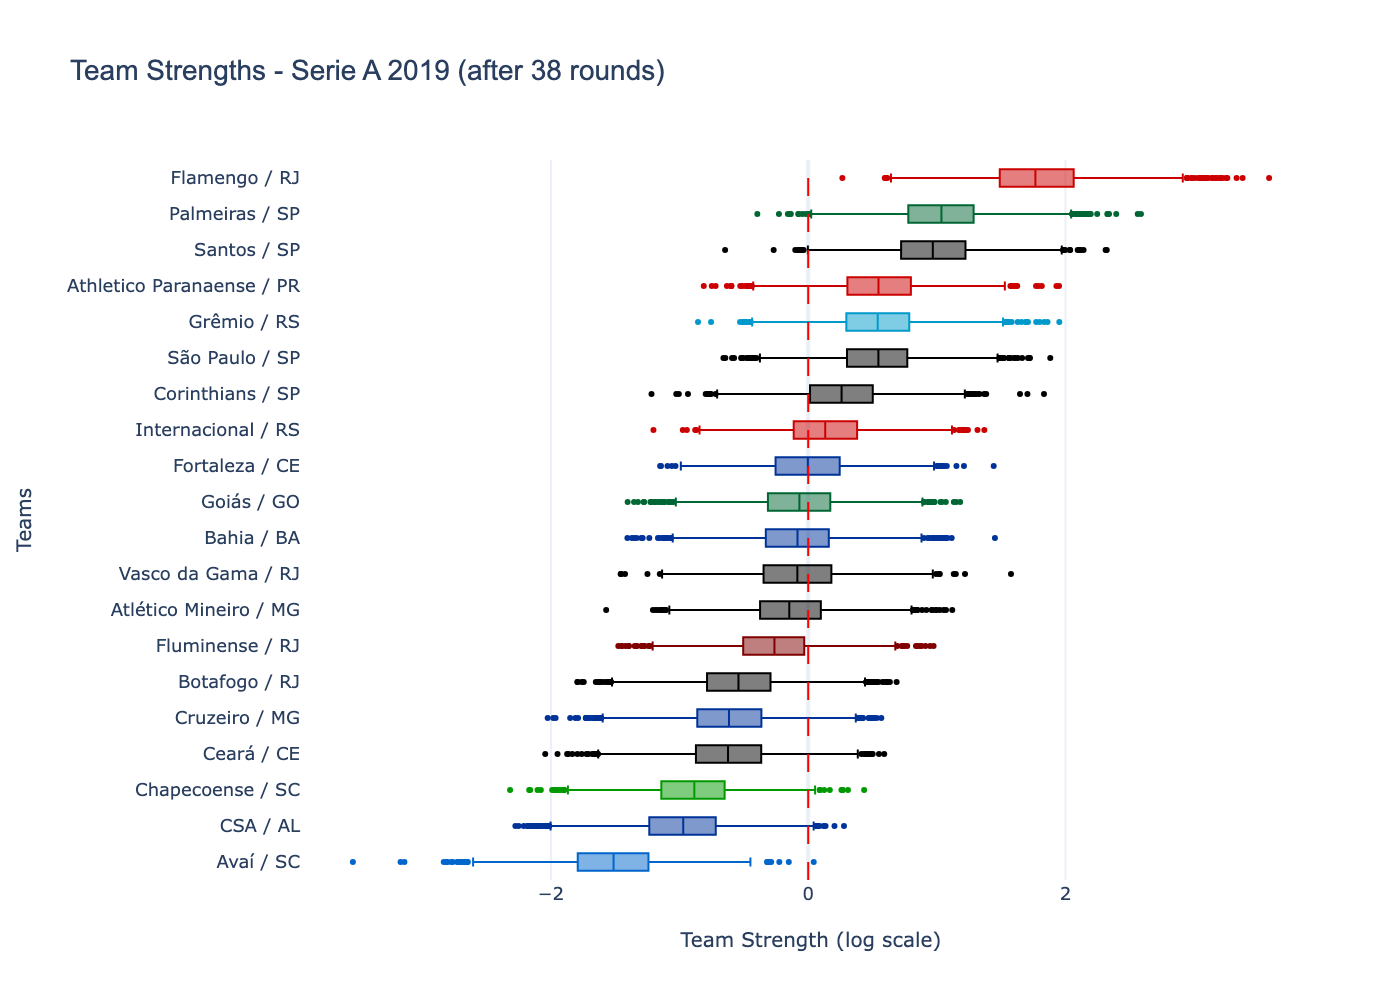 Team Strengths - Serie A 2019 (after 38 rounds)
Flamengo / RJ
Palmeiras / SP
Santos / SP
Athletico Paranaense / PR
Grêmio / RS
São Paulo / SP
Corinthians / SP
Internacional / RS
Fortaleza / CE
Goiás / GO
Bahia / BA
Vasco da Gama / RJ
Atlético Mineiro / MG
Fluminense / RJ
Botafogo / RJ
Cruzeiro / MG
Ceará / CE
Chapecoense / SC
CSA / AL
Avaí / SC
Teams
−2 0 2
Team Strength (log scale)